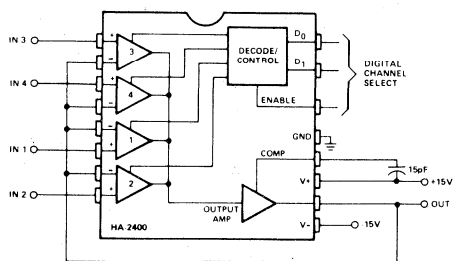 IN 3
+
-
3
DECODE/
CONTROL
D0
D1
DIGITAL
CHANNEL
SELECT
IN 4
+
-
4
ENABLE
-
+
1
GND
IN 1
COMP
15pF
-
+
2
V+
+15V
IN 2
OUTPUT
AMP
OUT
HA-2400
V-
-15V